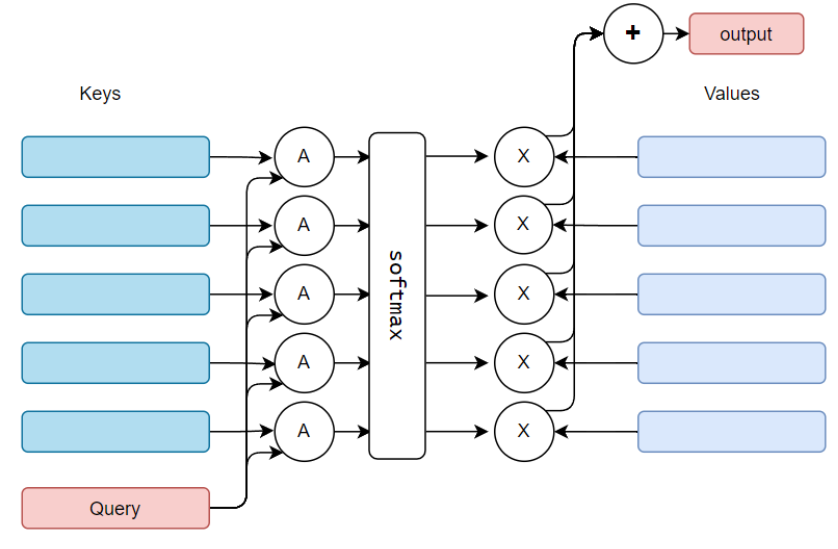 +
output
Keys
Values
A
X
A
X
A
X
A
X
A
X
softmax
Query